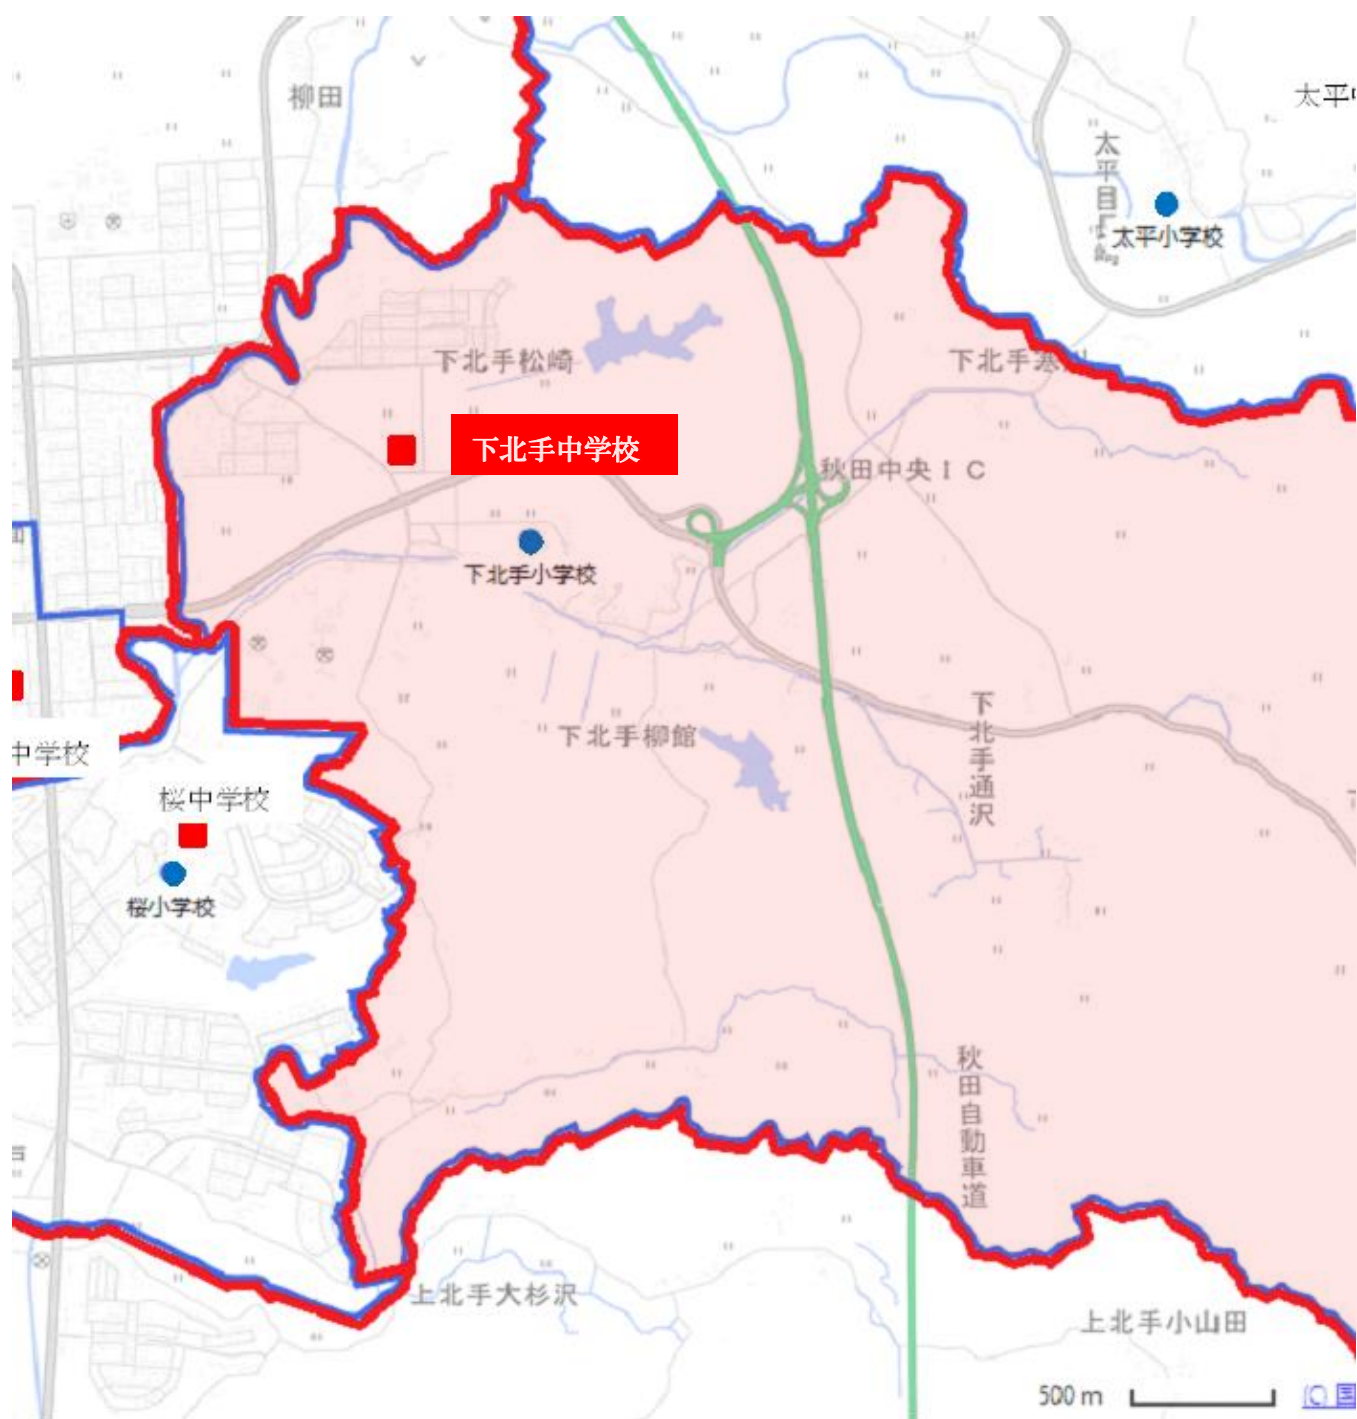 柳田
太平中
太平目長崎
太平小学校
下北手松崎
下北手寒川
下北手中学校
秋田中央IC
下北手小学校
下北手柳館
下北手通沢
中学校
桜中学校
桜小学校
秋田自動車道
上北手大杉沢
上北手小山田
500 m